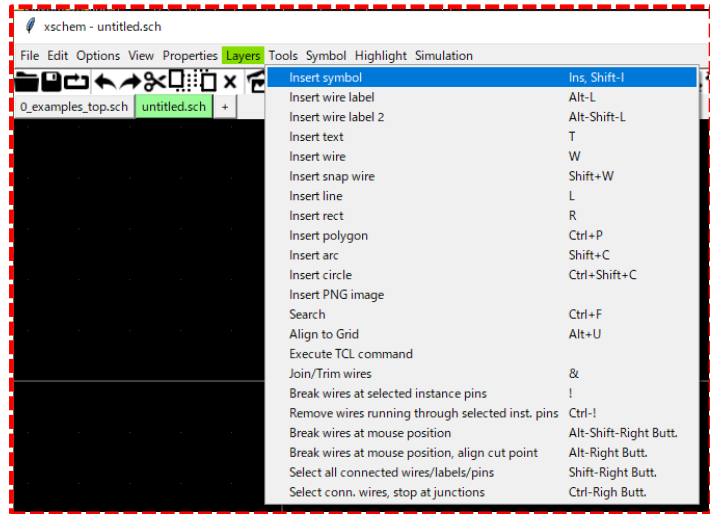 xschem - untitled.sch
File Edit Options View Properties Layers Tools Symbol Highlight Simulation
0_examples_top.sch untitled.sch +
Insert symbol Ins, Shift-I
Insert wire label Alt-L
Insert wire label 2 Alt-Shift-L
Insert text T
Insert wire W
Insert snap wire Shift+W
Insert line L
Insert rect R
Insert polygon Ctrl+P
Insert arc Shift+C
Insert circle Ctrl+Shift+C
Insert PNG image
Search Ctrl+F
Align to Grid Alt+U
Execute TCL command
Join/Trim wires &
Break wires at selected instance pins !
Remove wires running through selected inst. pins Ctrl-!
Break wires at mouse position Alt-Shift-Right Butt.
Break wires at mouse position, align cut point Alt-Right Butt.
Select all connected wires/labels/pins Shift-Right Butt.
Select conn. wires, stop at junctions Ctrl-Righ Butt.